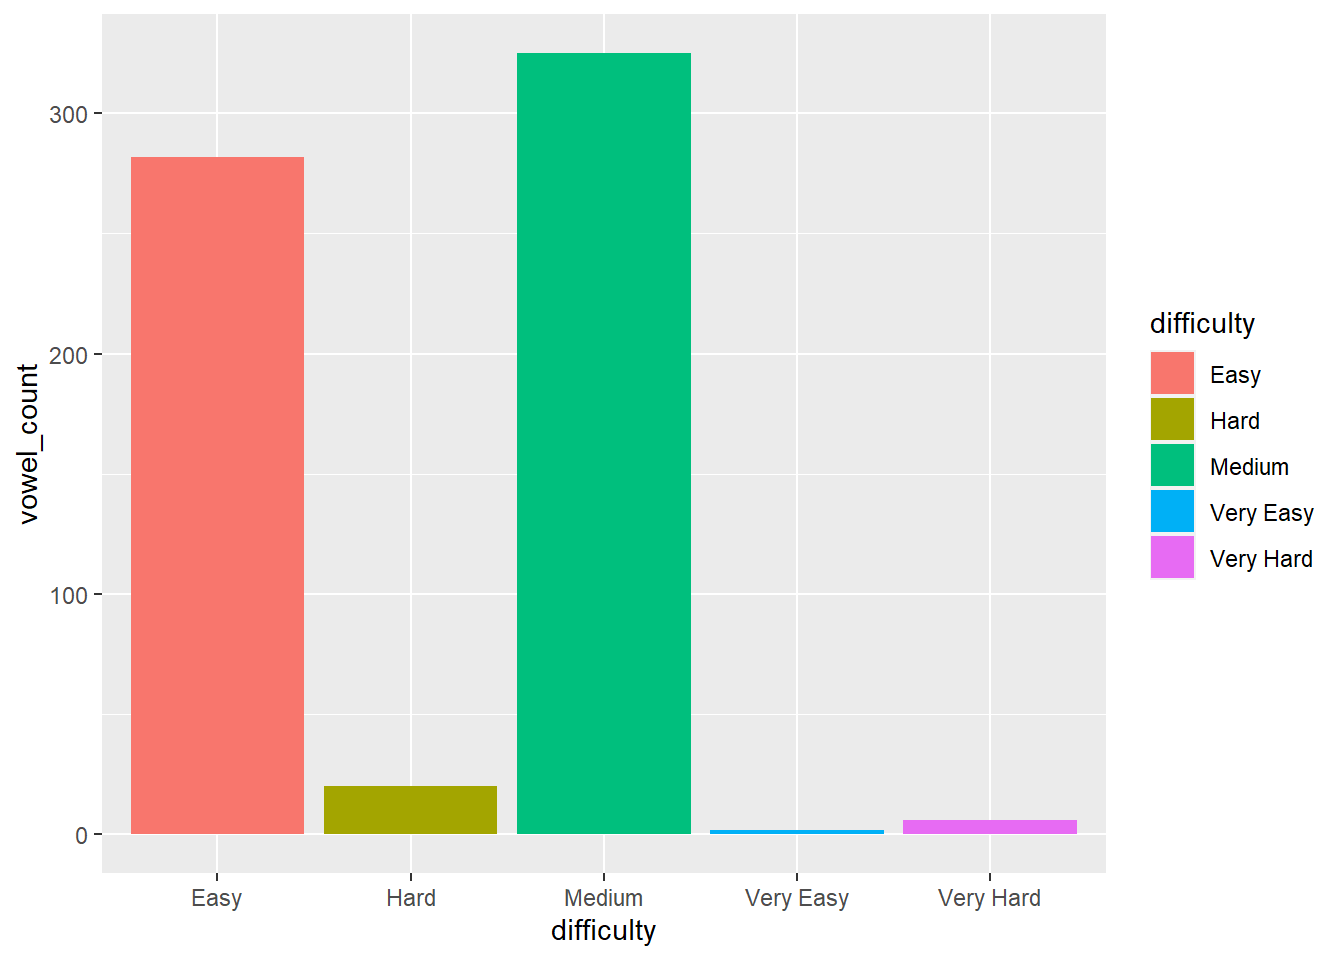 300
200
100
0
vowel_count
Easy
Hard
Medium
Very Easy
Very Hard
difficulty
difficulty
Easy
Hard
Medium
Very Easy
Very Hard